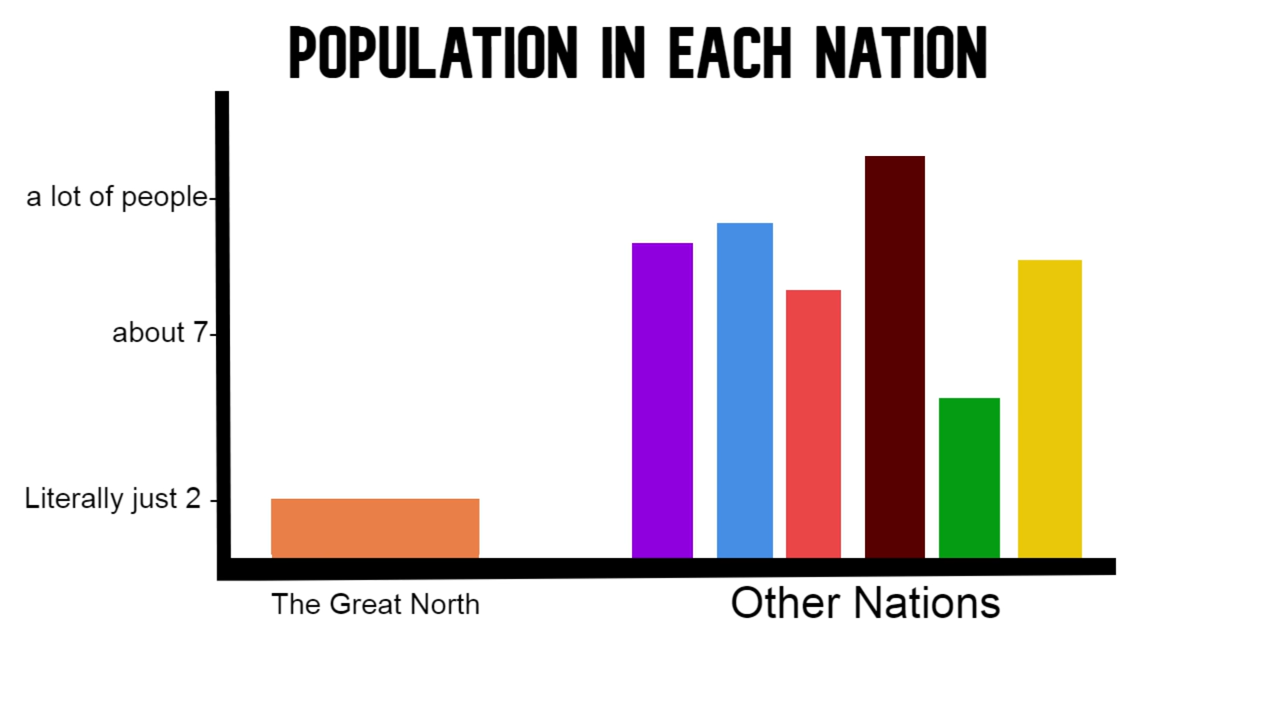 POPULATION IN EACH NATION
a lot of people
about 7
Literally just 2
The Great North
Other Nations